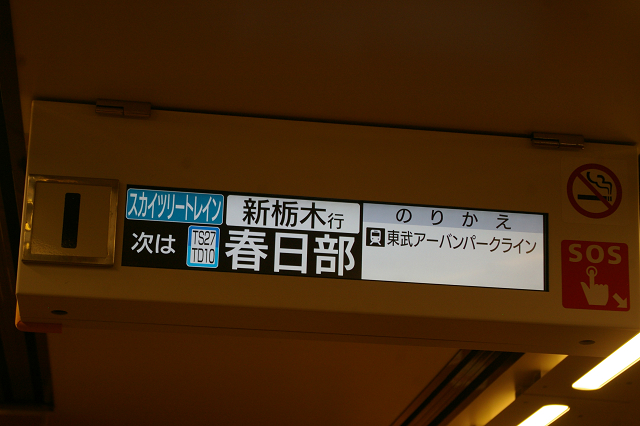 スカイツリートレイン
新栃木行
次は
TS27
TD10
春日部
のりかえ
東武アーバンパークライン
SOS